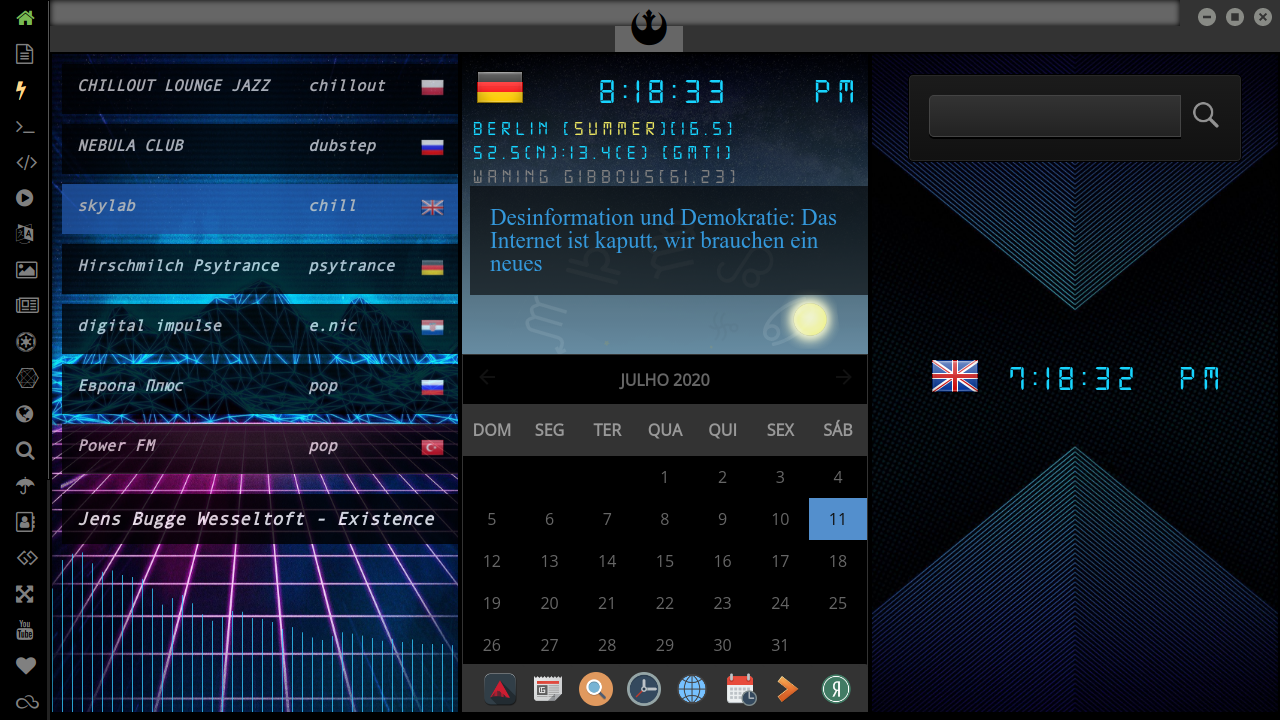 CHILLOUT LOUNGE JAZZ chillout
NEBULA CLUB dubstep
skylab chill
Hirschmilch Psytrance psytrance
digital impulse e.nic
Европа Плюс pop
Power FM pop
Jens Bugge Wesseltoft - Existence
8:18:33 PM
BERLIN (SUMMER)(16.5)
52.5(N):13.4(E) (GMT1)
WANING GIBBOUS(61.23)
Desinformation und Demokratie: Das
Internet ist kaputt, wir brauchen ein
neues
JULHO 2020
DOM SEG TER QUA QUI SEX SÁB
1 2 3 4
5 6 7 8 9 10 11
12 13 14 15 16 17 18
19 20 21 22 23 24 25
26 27 28 29 30 31
7:18:32 PM
You
Tube
Я